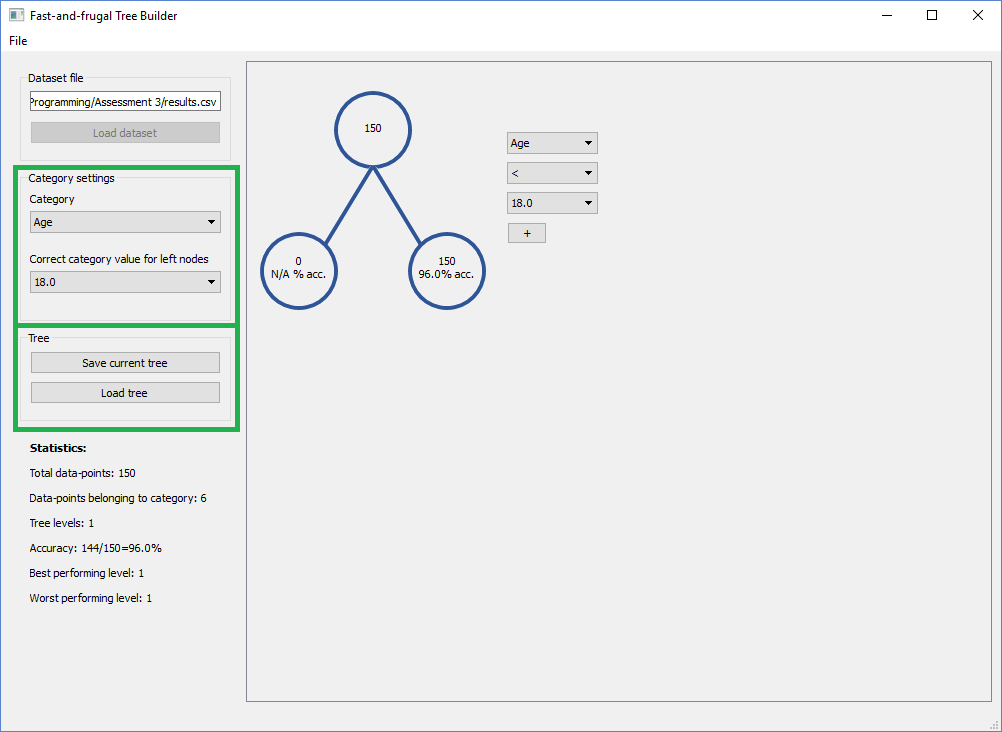 Fast-and-frugal Tree Builder
File
Dataset file
Programming/Assessment 3/results.csv
Load dataset
Category settings
Category
Age
Correct category value for left nodes
18.0
Tree
Save current tree
Load tree
Statistics:
Total data-points: 150
Data-points belonging to category: 6
Tree levels: 1
Accuracy: 144/150=96.0%
Best performing level: 1
Worst performing level: 1
150
0
N/A % acc.
150
96.0% acc.
Age
<
18.0
+